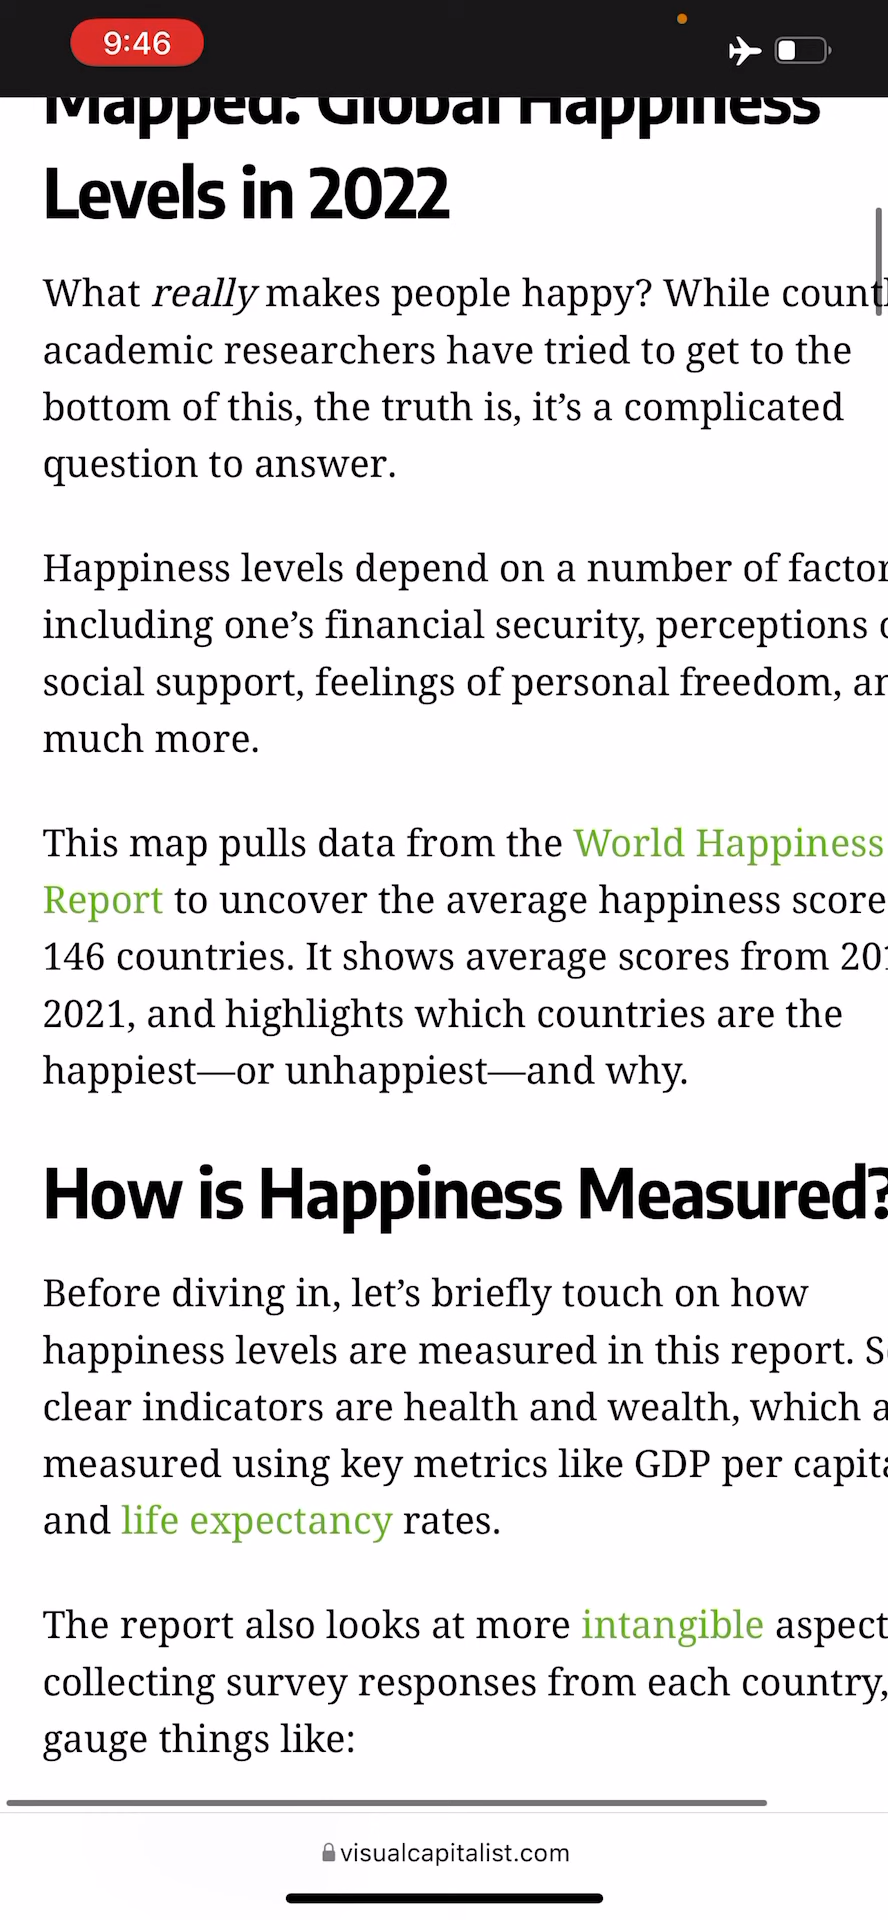 9:46
Mapped: Global Happiness
Levels in 2022
What really makes people happy? While
academic researchers have tried to get to the
bottom of this, the truth is, it’s a complicated
question to answer.
Happiness levels depend on a number of
including one’s financial security, perceptions
social support, feelings of personal freedom,
much more.
This map pulls data from the World Happiness
Report to uncover the average happiness score
146 countries. It shows average scores from
2021, and highlights which countries are the
happiest—or unhappiest—and why.
How is Happiness Measured?
Before diving in, let’s briefly touch on how
happiness levels are measured in this report.
clear indicators are health and wealth, which
measured using key metrics like GDP per capita
and life expectancy rates.
The report also looks at more intangible aspect
collecting survey responses from each country,
gauge things like:
visualcapitalist.com